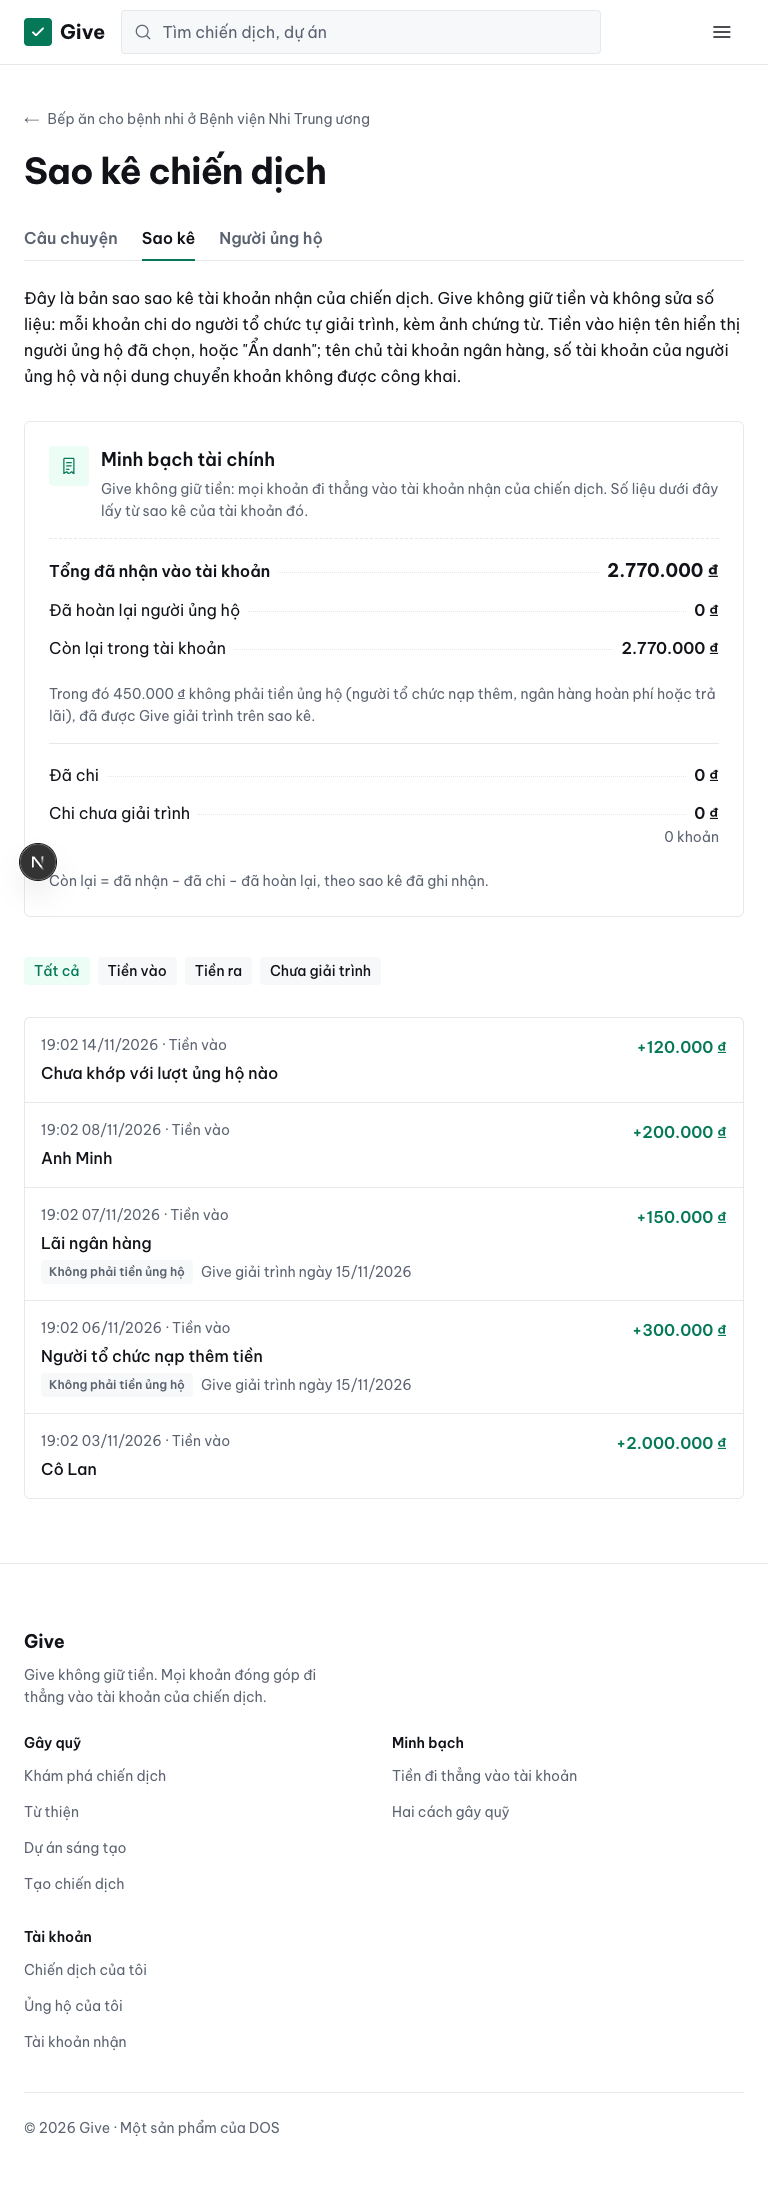 Give
Tìm chiến dịch, dự án
← Bếp ăn cho bệnh nhi ở Bệnh viện Nhi Trung ương
Sao kê chiến dịch
Câu chuyện Sao kê Người ủng hộ
Đây là bản sao sao kê tài khoản nhận của chiến dịch. Give không giữ tiền và không sửa số
liệu: mỗi khoản chi do người tổ chức tự giải trình, kèm ảnh chứng từ. Tiền vào hiện tên hiển thị
người ủng hộ đã chọn, hoặc "Ẩn danh"; tên chủ tài khoản ngân hàng, số tài khoản của người
ủng hộ và nội dung chuyển khoản không được công khai.
Minh bạch tài chính
Give không giữ tiền: mọi khoản đi thẳng vào tài khoản nhận của chiến dịch. Số liệu dưới đây
lấy từ sao kê của tài khoản đó.
Tổng đã nhận vào tài khoản 2.770.000 ₫
Đã hoàn lại người ủng hộ 0 ₫
Còn lại trong tài khoản 2.770.000 ₫
Trong đó 450.000 ₫ không phải tiền ủng hộ (người tổ chức nạp thêm, ngân hàng hoàn phí hoặc trả
lãi), đã được Give giải trình trên sao kê.
Đã chi 0 ₫
Chi chưa giải trình 0 ₫
0 khoản
N
Còn lại = đã nhận − đã chi − đã hoàn lại, theo sao kê đã ghi nhận.
Tất cả Tiền vào Tiền ra Chưa giải trình
19:02 14/11/2026 · Tiền vào +120.000 ₫
Chưa khớp với lượt ủng hộ nào
19:02 08/11/2026 · Tiền vào +200.000 ₫
Anh Minh
19:02 07/11/2026 · Tiền vào +150.000 ₫
Lãi ngân hàng
Không phải tiền ủng hộ Give giải trình ngày 15/11/2026
19:02 06/11/2026 · Tiền vào +300.000 ₫
Người tổ chức nạp thêm tiền
Không phải tiền ủng hộ Give giải trình ngày 15/11/2026
19:02 03/11/2026 · Tiền vào +2.000.000 ₫
Cô Lan
Give
Give không giữ tiền. Mọi khoản đóng góp đi
thẳng vào tài khoản của chiến dịch.
Gây quỹ
Khám phá chiến dịch
Từ thiện
Dự án sáng tạo
Tạo chiến dịch
Minh bạch
Tiền đi thẳng vào tài khoản
Hai cách gây quỹ
Tài khoản
Chiến dịch của tôi
Ủng hộ của tôi
Tài khoản nhận
© 2026 Give · Một sản phẩm của DOS